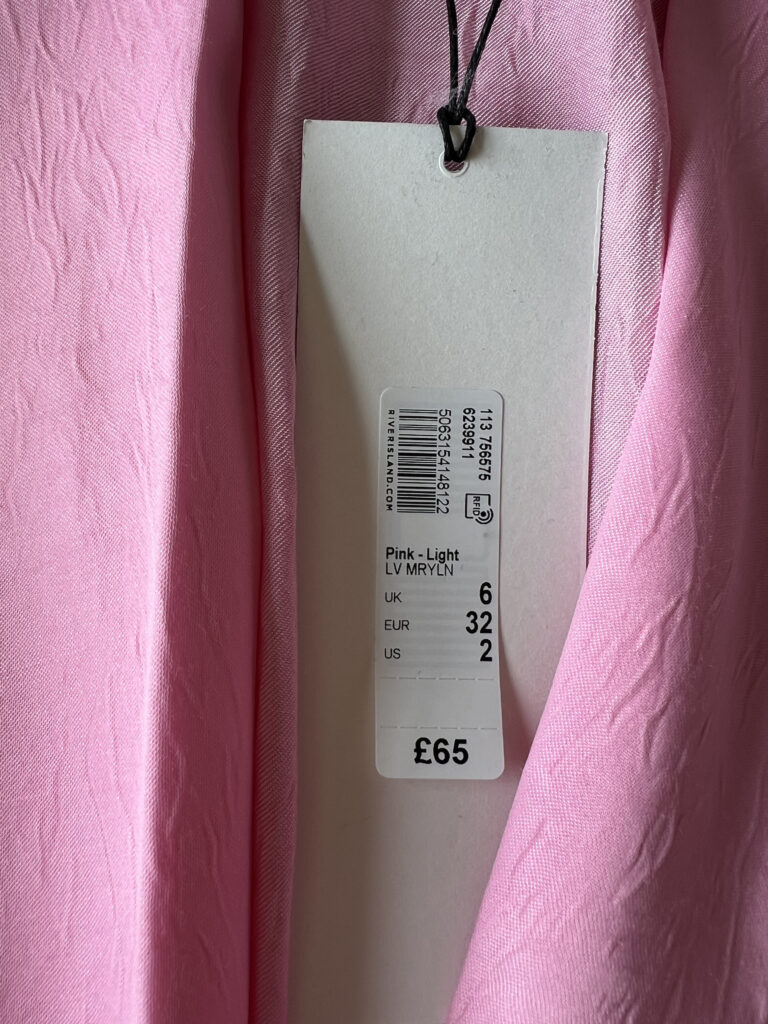 113 756575
6239911
RFID
5063154148122
RIVERISLAND.COM
Pink - Light
LV MRYLN
UK 6
EUR 32
US 2
£65